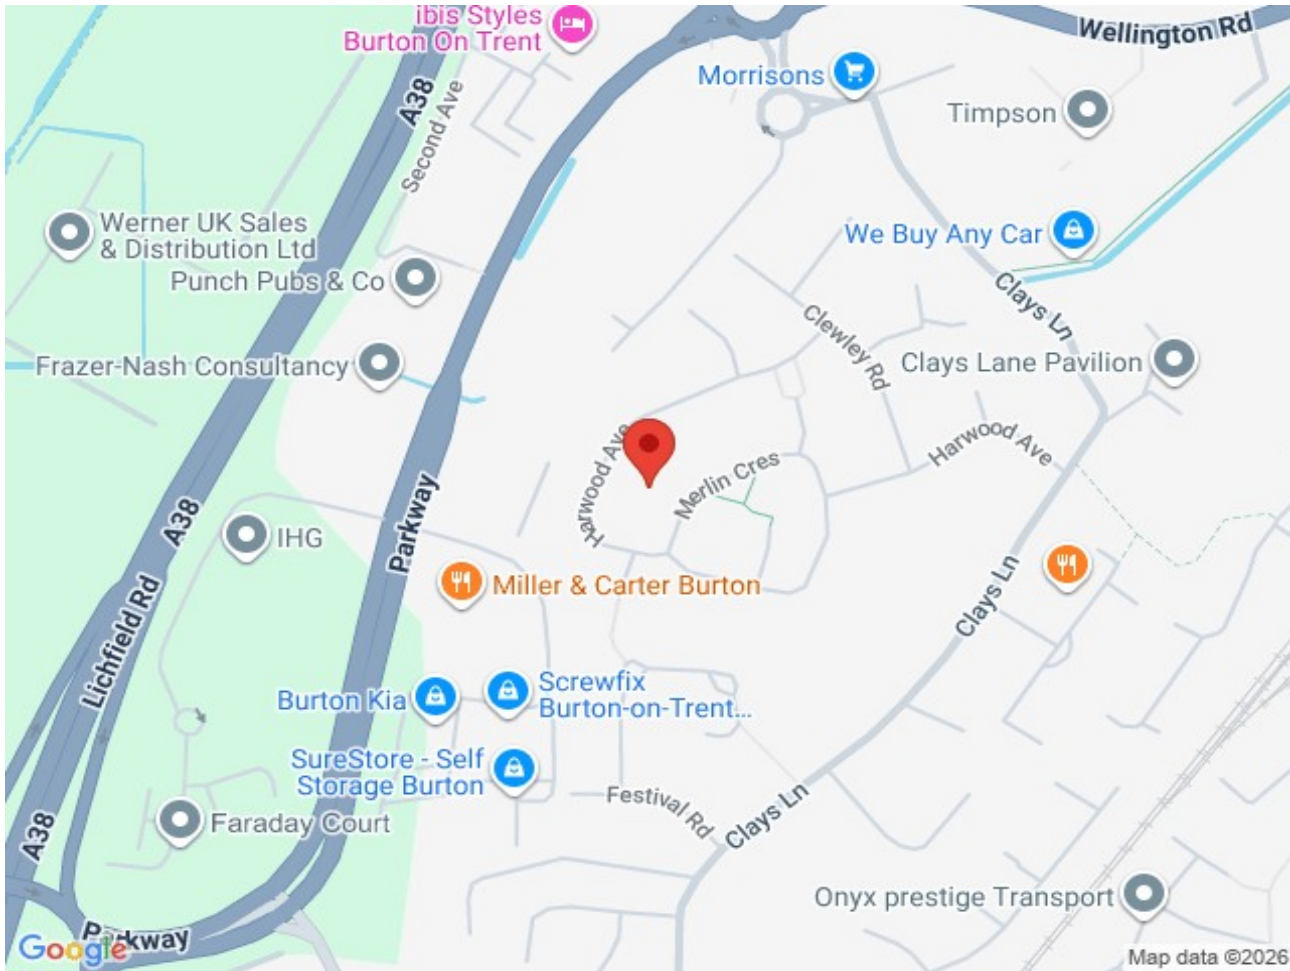 ibis Styles
Burton On Trent
Wellington Rd
A38
Morrisons
Timpson
Second Ave
Werner UK Sales
& Distribution Ltd
We Buy Any Car
Punch Pubs & Co
Clays Ln
Clewley Rd
Frazer-Nash Consultancy
Clays Lane Pavilion
Harwood Ave
Harwood Ave
Merlin Cres
A38
Parkway
IHG
Miller & Carter Burton
Clays Ln
Lichfield Rd
Burton Kia
Screwfix
Burton-on-Trent...
SureStore - Self
Storage Burton
Festival Rd
Clays Ln
A38
Faraday Court
Onyx prestige Transport
Parkway
Google
Map data ©2026